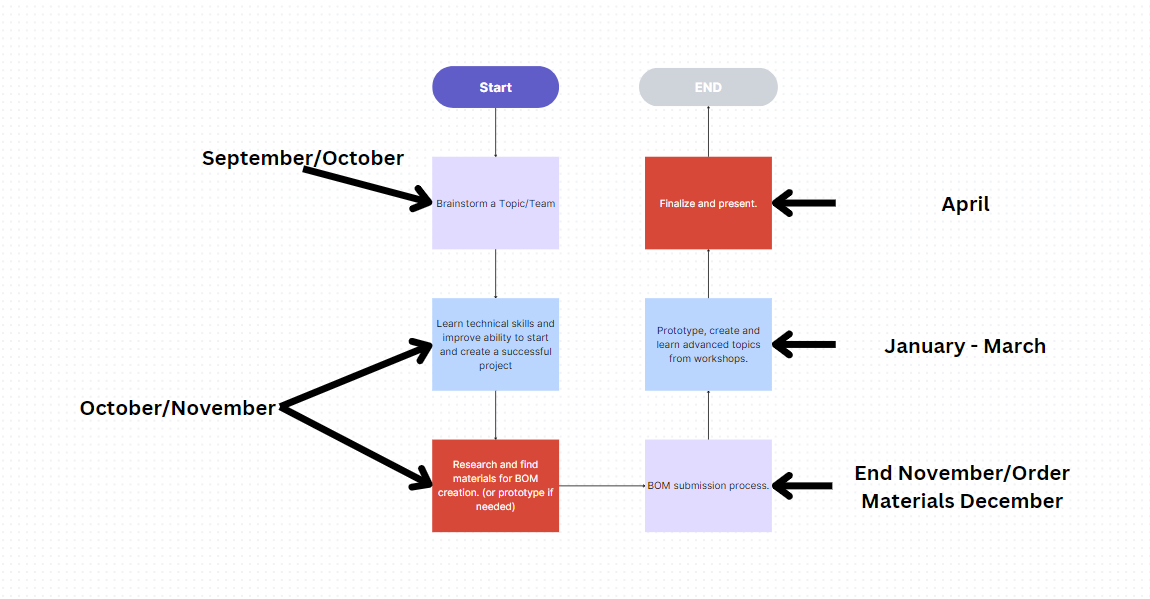 Start
END
September/October
Brainstorm a Topic/Team
Finalize and present.
April
Learn technical skills and
improve ability to start
and create a successful
project
Prototype, create and
learn advanced topics
from workshops.
January - March
October/November
Research and find
materials for BOM
creation. (or prototype if
needed)
BOM submission process.
End November/Order
Materials December